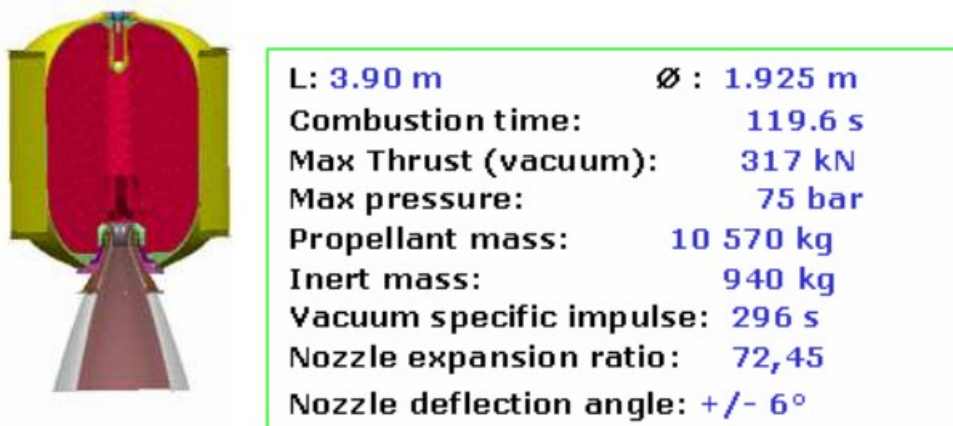 L: 3.90 m Ø : 1.925 m
Combustion time: 119.6 s
Max Thrust (vacuum): 317 kN
Max pressure: 75 bar
Propellant mass: 10 570 kg
Inert mass: 940 kg
Vacuum specific impulse: 296 s
Nozzle expansion ratio: 72,45
Nozzle deflection angle: +/- 6°